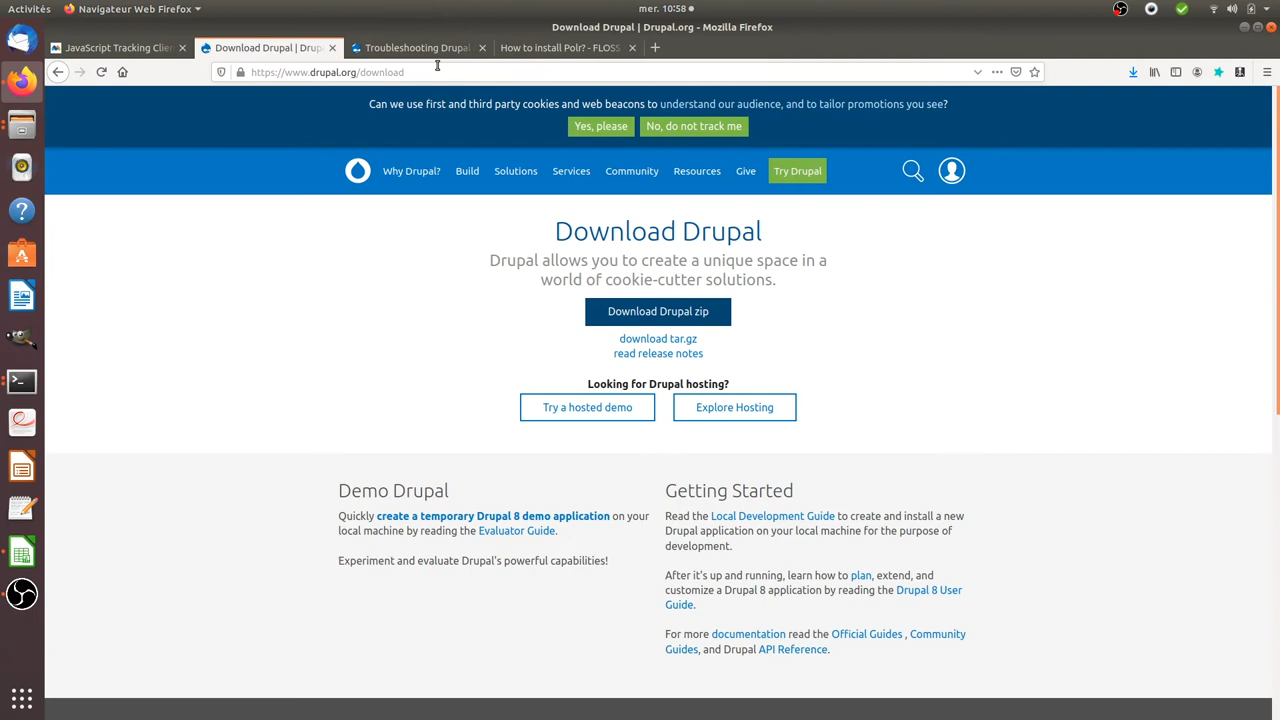 Activités
Navigateur Web Firefox
mer. 10:58
Download Drupal | Drupal.org - Mozilla Firefox
JavaScript Tracking Clien
Download Drupal | Drup
Troubleshooting Drupal
How to install Polr? - FLOSS
https://www.drupal.org/download
Can we use first and third party cookies and web beacons to understand our audience, and to tailor promotions you see?
Yes, please
No, do not track me
Why Drupal?
Build
Solutions
Services
Community
Resources
Give
Try Drupal
Download Drupal
Drupal allows you to create a unique space in a
world of cookie-cutter solutions.
Download Drupal zip
download tar.gz
read release notes
Looking for Drupal hosting?
Try a hosted demo
Explore Hosting
Demo Drupal
Quickly create a temporary Drupal 8 demo application on your
local machine by reading the Evaluator Guide.
Experiment and evaluate Drupal's powerful capabilities!
Getting Started
Read the Local Development Guide to create and install a new
Drupal application on your local machine for the purpose of
development.
After it's up and running, learn how to plan, extend, and
customize a Drupal 8 application by reading the Drupal 8 User
Guide.
For more documentation read the Official Guides , Community
Guides, and Drupal API Reference.